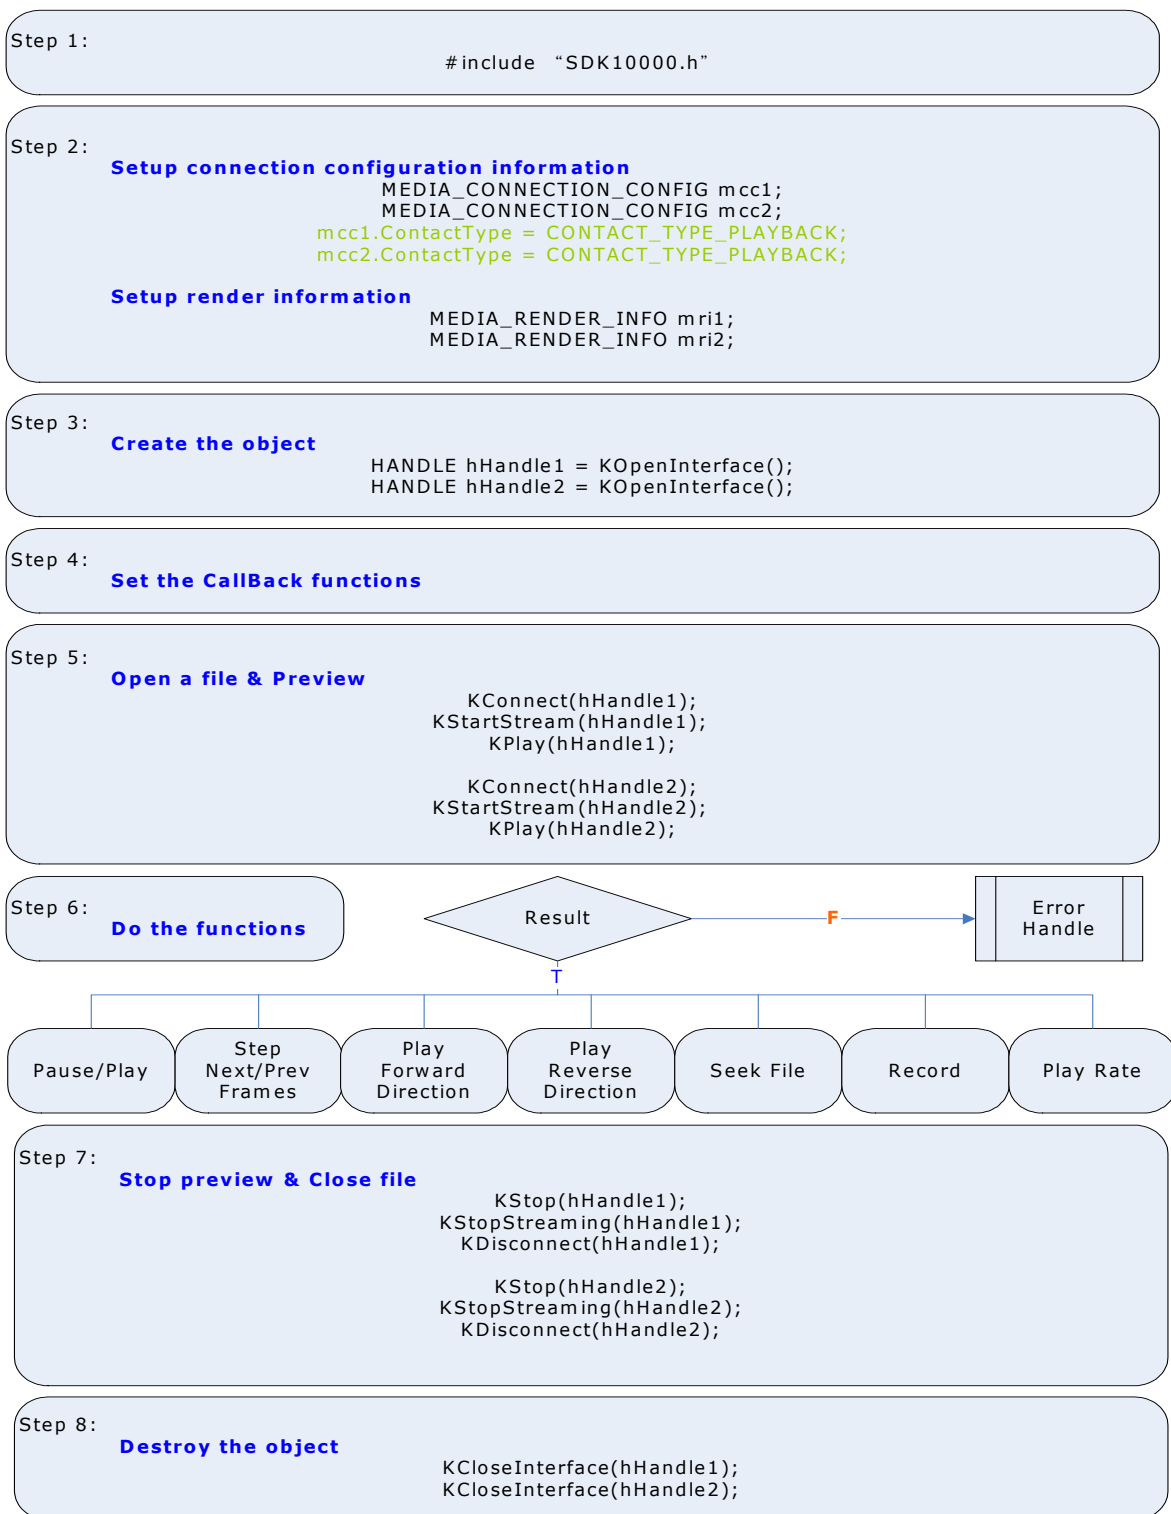 Step 1:
#include “SDK10000.h”
Step 2:
Setup connection configuration information
MEDIA_CONNECTION_CONFIG mcc1;
MEDIA_CONNECTION_CONFIG mcc2;
mcc1.ContactType = CONTACT_TYPE_PLAYBACK;
mcc2.ContactType = CONTACT_TYPE_PLAYBACK;
Setup render information
MEDIA_RENDER_INFO mri1;
MEDIA_RENDER_INFO mri2;
Step 3:
Create the object
HANDLE hHandle1 = KOpenInterface();
HANDLE hHandle2 = KOpenInterface();
Step 4:
Set the CallBack functions
Step 5:
Open a file & Preview
KConnect(hHandle1);
KStartStream(hHandle1);
KPlay(hHandle1);
KConnect(hHandle2);
KStartStream(hHandle2);
KPlay(hHandle2);
Step 6:
Do the functions
Result
F
Error
Handle
T
Pause/Play
Step
Next/Prev
Frames
Play
Forward
Direction
Play
Reverse
Direction
Seek File
Record
Play Rate
Step 7:
Stop preview & Close file
KStop(hHandle1);
KStopStreaming(hHandle1);
KDisconnect(hHandle1);
KStop(hHandle2);
KStopStreaming(hHandle2);
KDisconnect(hHandle2);
Step 8:
Destroy the object
KCloseInterface(hHandle1);
KCloseInterface(hHandle2);